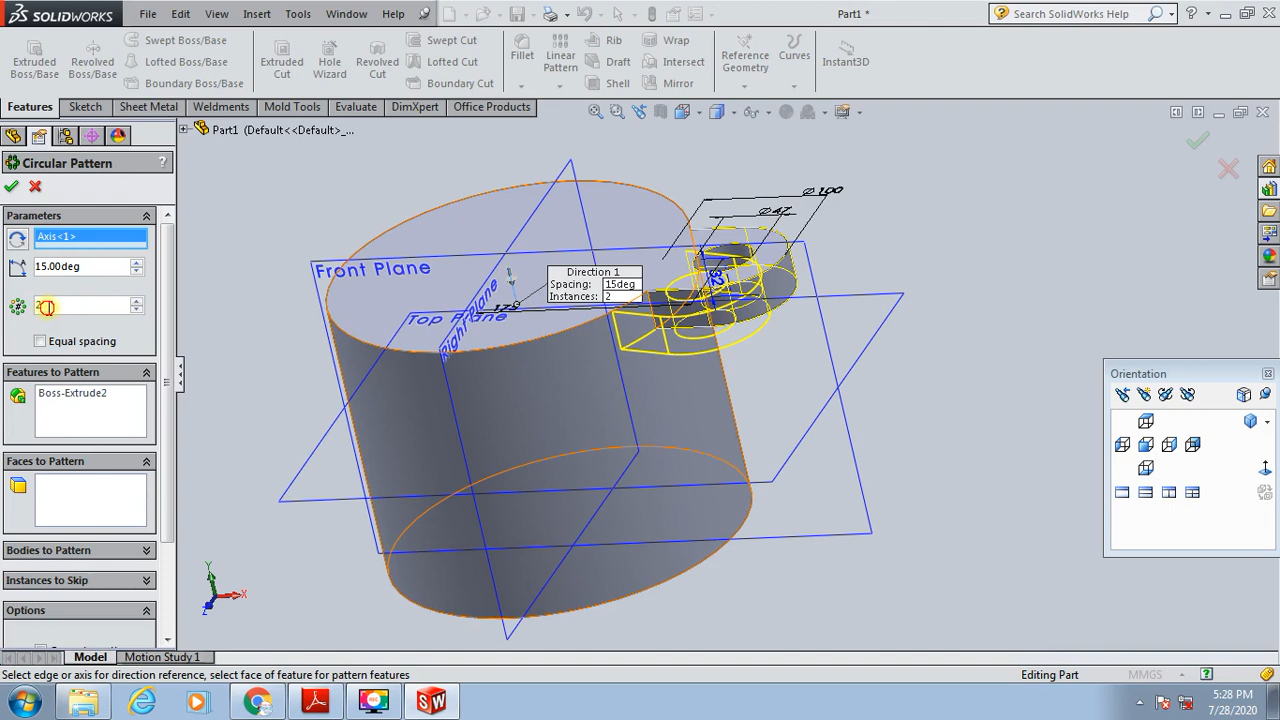 SOLIDWORKS File Edit View Insert Tools Window Help Part1 * Search SolidWorks Help
Extruded Boss/Base
Revolved Boss/Base
Swept Boss/Base
Lofted Boss/Base
Boundary Boss/Base
Extruded Cut
Hole Wizard
Revolved Cut
Swept Cut
Lofted Cut
Boundary Cut
Fillet
Linear Pattern
Rib
Draft
Shell
Wrap
Intersect
Mirror
Reference Geometry
Curves
Instant3D
Features Sketch Sheet Metal Weldments Mold Tools Evaluate DimXpert Office Products
Part1 (Default<<Default>_...
Circular Pattern ?
Parameters
Axis<1>
15.00deg
2
Equal spacing
Features to Pattern
Boss-Extrude2
Faces to Pattern
Bodies to Pattern
Instances to Skip
Options
Front Plane
Top Plane
Right Plane
Direction 1
Spacing: 15deg
Instances: 2
Ø 100
Ø 47
32
125
Y
X
Z
Orientation
Model Motion Study 1
Select edge or axis for direction reference, select face of feature for pattern features Editing Part MMGS
5:28 PM
7/28/2020